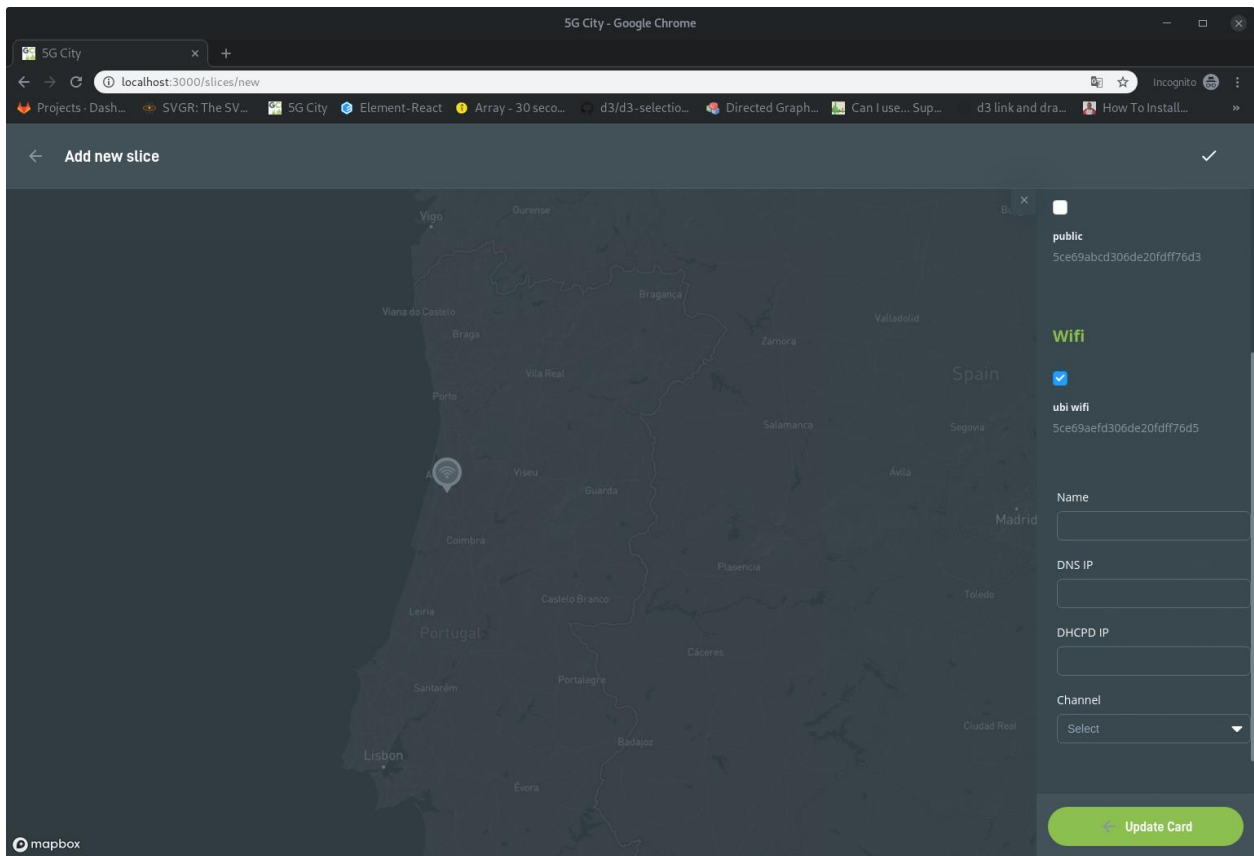 5G City - Google Chrome
5G City
localhost:3000/slices/new
Incognito
Projects · Dash...
SVGR: The SV...
5G City
Element-React
Array - 30 seco...
d3/d3-selectio...
Directed Graph...
Can I use... Sup...
d3 link and dra...
How To Install...
»
Add new slice
Vigo
Ourense
public
5ce69abcd306de20fdff76d3
Bragança
Viana do Castelo
Valladolid
Braga
Zamora
Wifi
Vila Real
Spain
Porto
ubi wifi
5ce69aefd306de20fdff76d5
Salamanca
Segovia
Viseu
Ávila
Guarda
Name
Madrid
Coimbra
Plasencia
DNS IP
Toledo
Castelo Branco
Leiria
Portugal
DHCPD IP
Cáceres
Portalegre
Santarém
Channel
Select
Ciudad Real
Badajoz
Lisbon
Évora
Update Card
mapbox